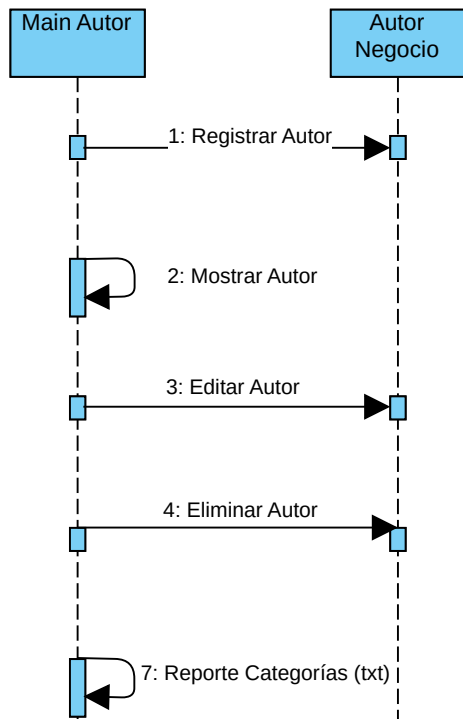 Main Autor
Autor
Negocio
1: Registrar Autor
2: Mostrar Autor
3: Editar Autor
4: Eliminar Autor
7: Reporte Categorías (txt)